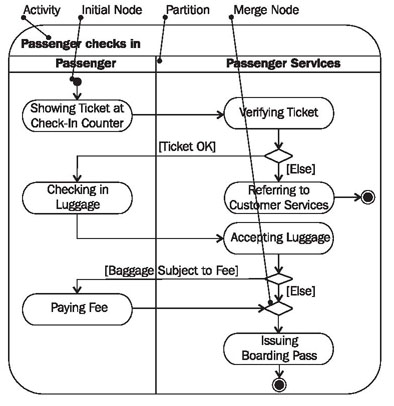 Activity Initial Node Partition Merge Node
Passenger checks in
Passenger Passenger Services
Showing Ticket at
Check-In Counter
Verifying Ticket
[Ticket OK]
[Else]
Checking in
Luggage
Referring to
Customer Services
Accepting Luggage
[Baggage Subject to Fee]
[Else]
Paying Fee
Issuing
Boarding Pass